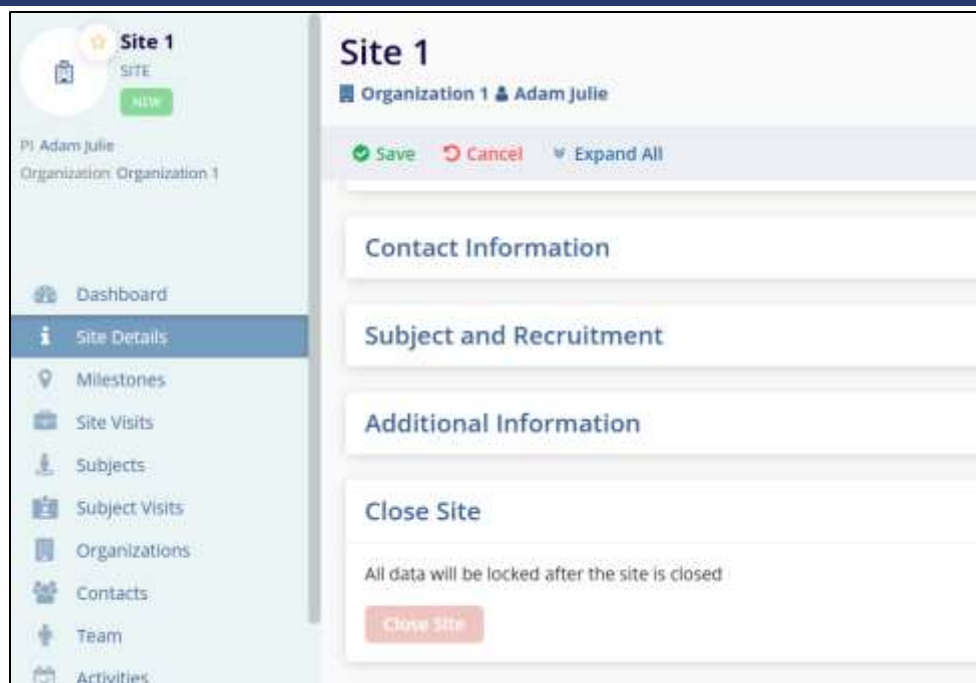 Site 1
SITE
NEW
PI Adam Julie
Organization Organization 1
Dashboard
Site Details
Milestones
Site Visits
Subjects
Subject Visits
Organizations
Contacts
Team
Activities
Site 1
Organization 1 Adam Julie
Save Cancel Expand All
Contact Information
Subject and Recruitment
Additional Information
Close Site
All data will be locked after the site is closed
Close Site